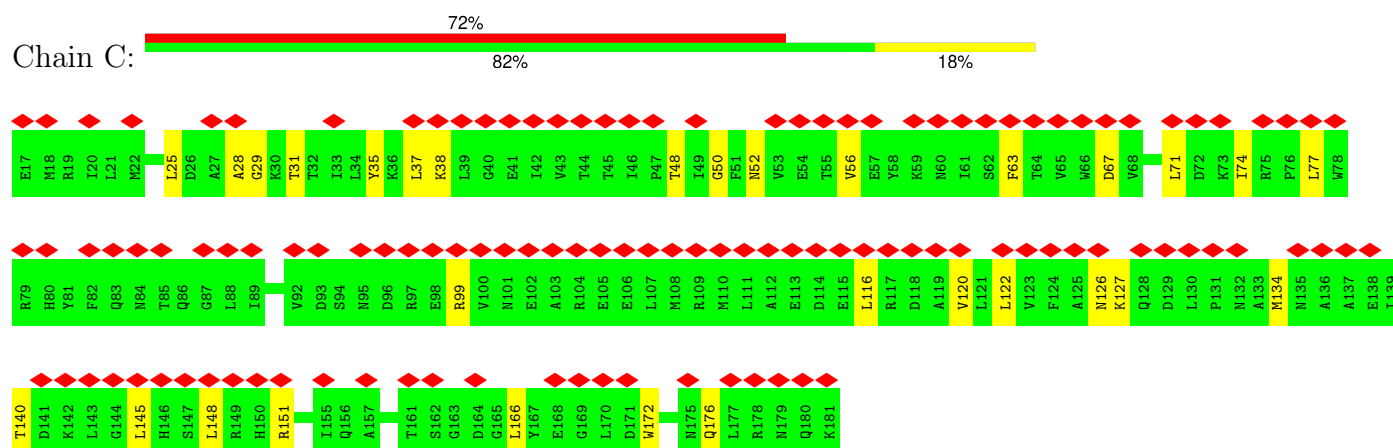 72%
Chain C:
82% 18%
E17 M18 R19 I20 L21 M22 L25 D26 A27 A28 G29 K30 T31 T32 I33 L34 Y35 K36 L37 K38 L39 G40 E41 I42 V43 T44 T45 I46 P47 T48 I49 G50 F51 N52 V53 E54 T55 V56 E57 Y58 K59 N60 I61 S62 F63 T64 V65 W66 D67 V68 L71 D72 K73 I74 R75 P76 L77 W78
R79 H80 Y81 F82 Q83 N84 T85 Q86 G87 L88 I89 V92 D93 S94 N95 D96 R97 E98 R99 V100 N101 E102 A103 R104 E105 E106 L107 M108 R109 M110 L111 A112 E113 D114 E115 L116 R117 D118 A119 V120 L121 L122 V123 F124 A125 N126 K127 Q128 D129 L130 P131 N132 A133 M134 N135 A136 A137 E138 I139
T140 D141 K142 L143 G144 L145 H146 S147 L148 R149 H150 R151 I155 Q156 A157 T161 S162 G163 D164 G165 L166 Y167 E168 G169 L170 D171 W172 N175 Q176 L177 R178 N179 Q180 K181